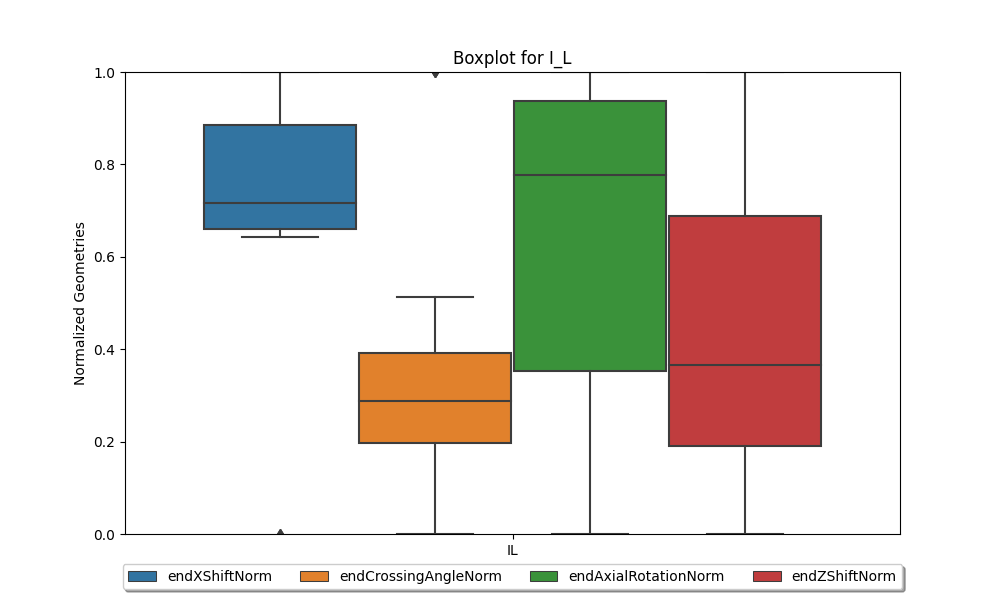 Boxplot for I_L
1.0
0.8
0.6
0.4
0.2
0.0
Normalized Geometries
IL
endXShiftNorm endCrossingAngleNorm endAxialRotationNorm endZShiftNorm